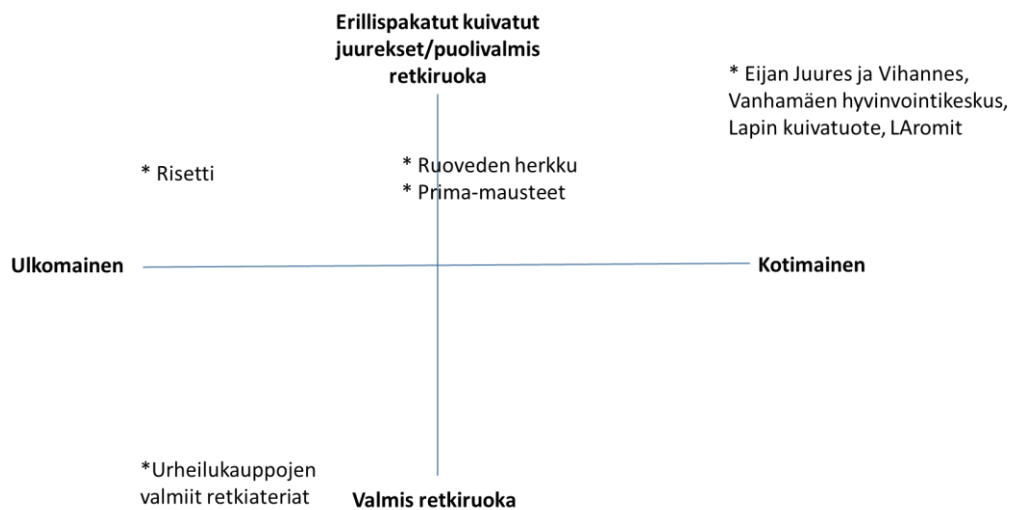 Erillispakatut kuivatut
juurekset/puolivalmis
retkiruoka
* Eijan Juures ja Vihannes,
Vanhamäen hyvinvointikeskus,
Lapin kuivatuote, LAromit
* Risetti
* Ruoveden herkku
* Prima-mausteet
Ulkomainen
Kotimainen
*Urheilukauppojen
valmiit retkiateriat
Valmis retkiruoka